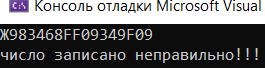 Консоль отладки Microsoft Visual
Ж983468FF09349F09
число записано неправильно!!!